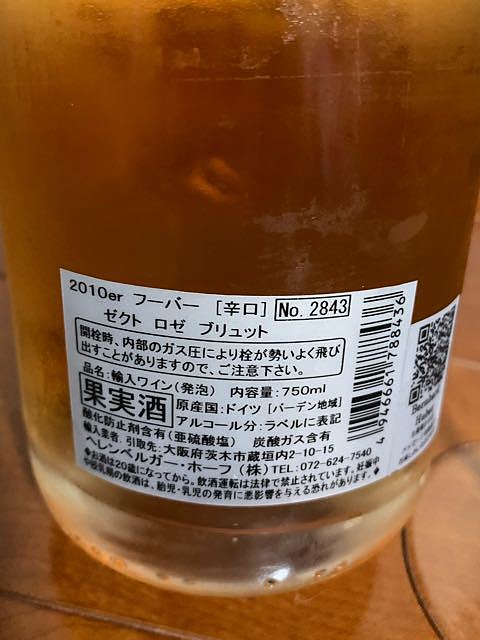 2010er フーバー [辛口] No. 2843
ゼクト ロゼ ブリュット
開栓時、内部のガス圧により栓が勢いよく飛び
出すことがありますので、ご注意下さい。
品名:輸入ワイン(発泡) 内容量:750ml
果実酒 原産国:ドイツ [バーデン地域]
アルコール分:ラベルに表記
酸化防止剤含有(亜硫酸塩) 炭酸ガス含有
輸入業者、引取先:大阪府茨木市蔵垣内2-10-15
ヘレンベルガー・ホーフ(株)TEL:072-624-7540
◆お酒は20歳になってから。飲酒運転は法律で禁止されています。妊娠中
や授乳期の飲酒は、胎児・乳児の発育に悪影響を与える恐れがあります。
4946661788436